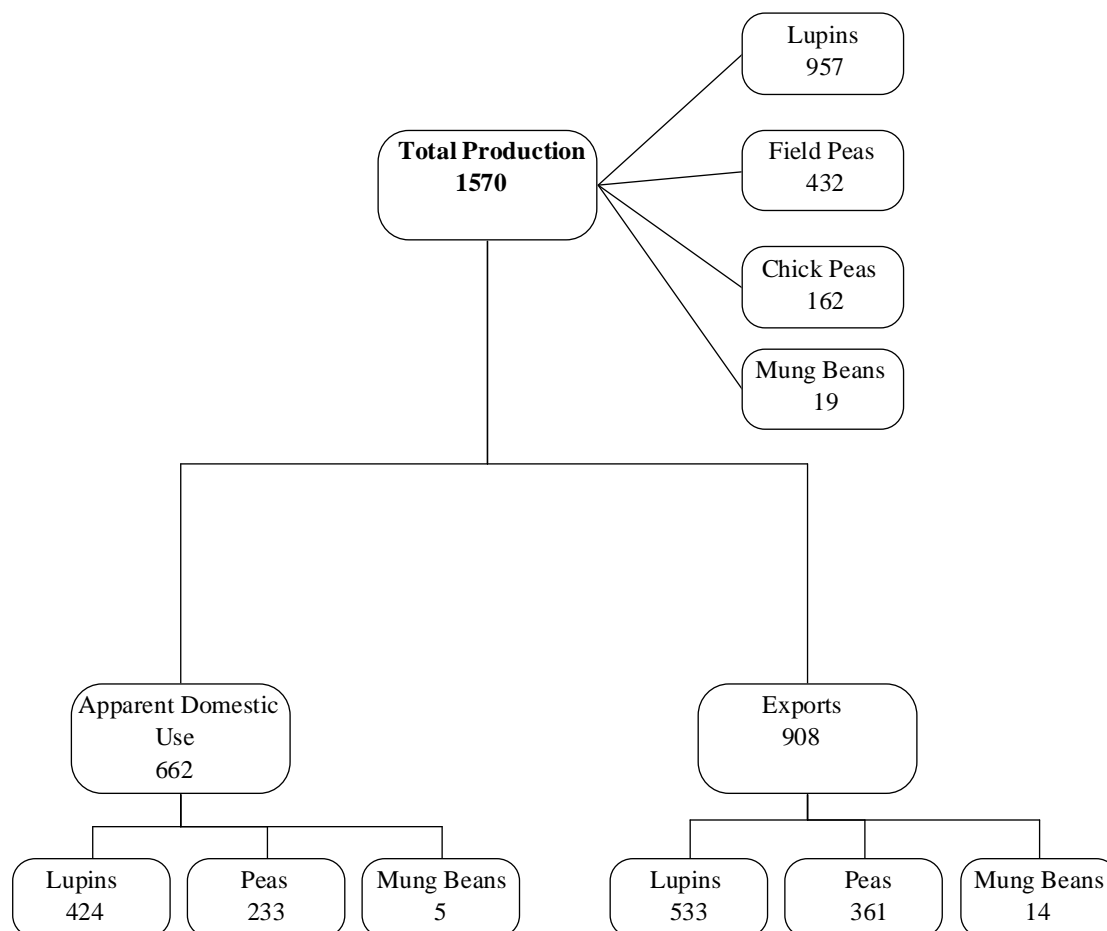 Lupins
957
Total Production
1570
Field Peas
432
Chick Peas
162
Mung Beans
19
Apparent Domestic
Use
662
Exports
908
Lupins
424
Peas
233
Mung Beans
5
Lupins
533
Peas
361
Mung Beans
14